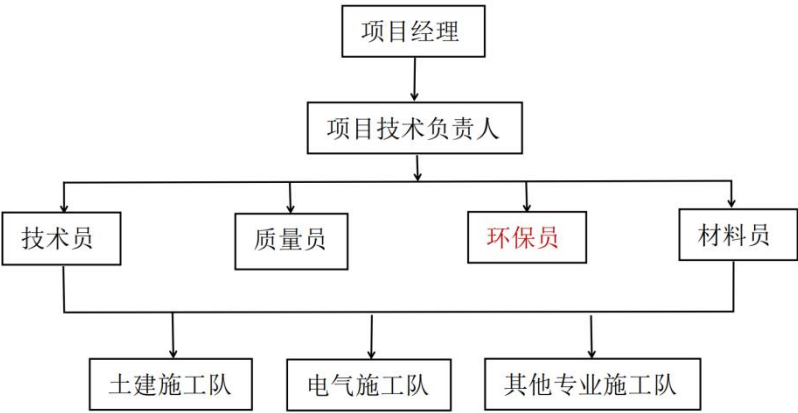 项目经理
项目技术负责人
技术员
质量员
环保员
材料员
土建施工队
电气施工队
其他专业施工队